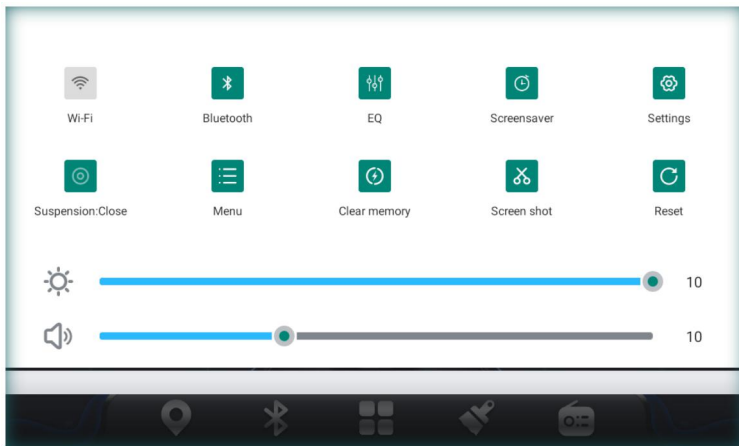 Wi-Fi Bluetooth EQ Screensaver Settings
Suspension:Close Menu Clear memory Screen shot Reset
10
10